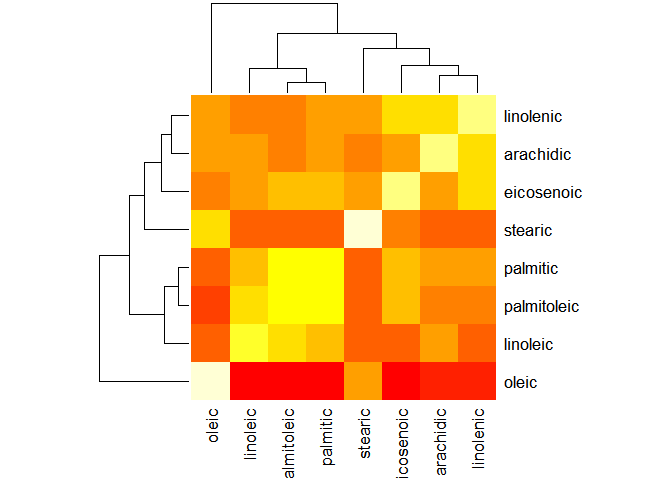 linolenic
arachidic
eicosenoic
stearic
palmitic
palmitoleic
linoleic
oleic
oleic
linoleic
almitoleic
palmitic
stearic
icosenoic
arachidic
linolenic